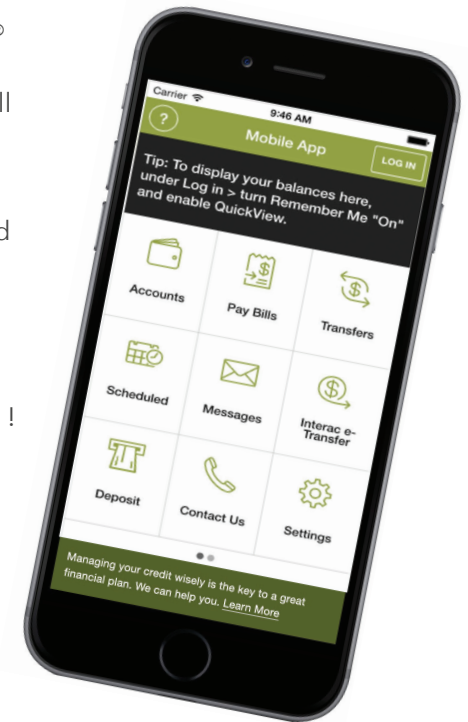 ll
d
!
Carrier
9:46 AM
?
Mobile App
LOG IN
Tip: To display your balances here,
under Log in > turn Remember Me "On"
and enable QuickView.
Accounts
Pay Bills
Transfers
Scheduled
Messages
Interac e-
Transfer
Deposit
Contact Us
Settings
Managing your credit wisely is the key to a great
financial plan. We can help you. Learn More